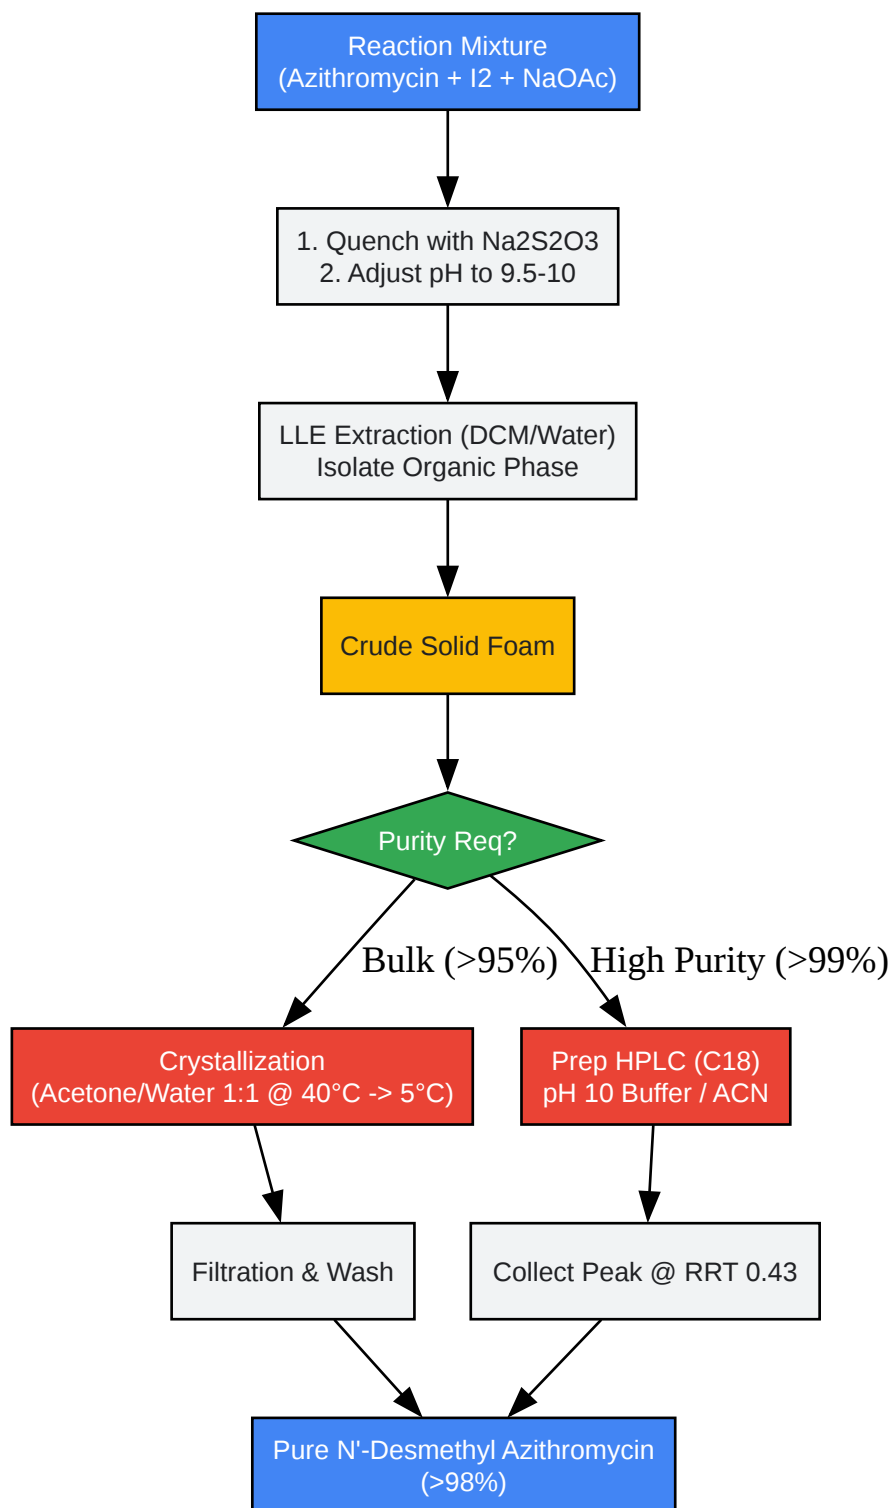 Reaction Mixture
(Azithromycin + I2 + NaOAc)
1. Quench with Na2S2O3
2. Adjust pH to 9.5-10
LLE Extraction (DCM/Water)
Isolate Organic Phase
Crude Solid Foam
Purity Req?
Bulk (>95%)
High Purity (>99%)
Crystallization
(Acetone/Water 1:1 @ 40°C -> 5°C)
Prep HPLC (C18)
pH 10 Buffer / ACN
Filtration & Wash
Collect Peak @ RRT 0.43
Pure N'-Desmethyl Azithromycin
(>98%)